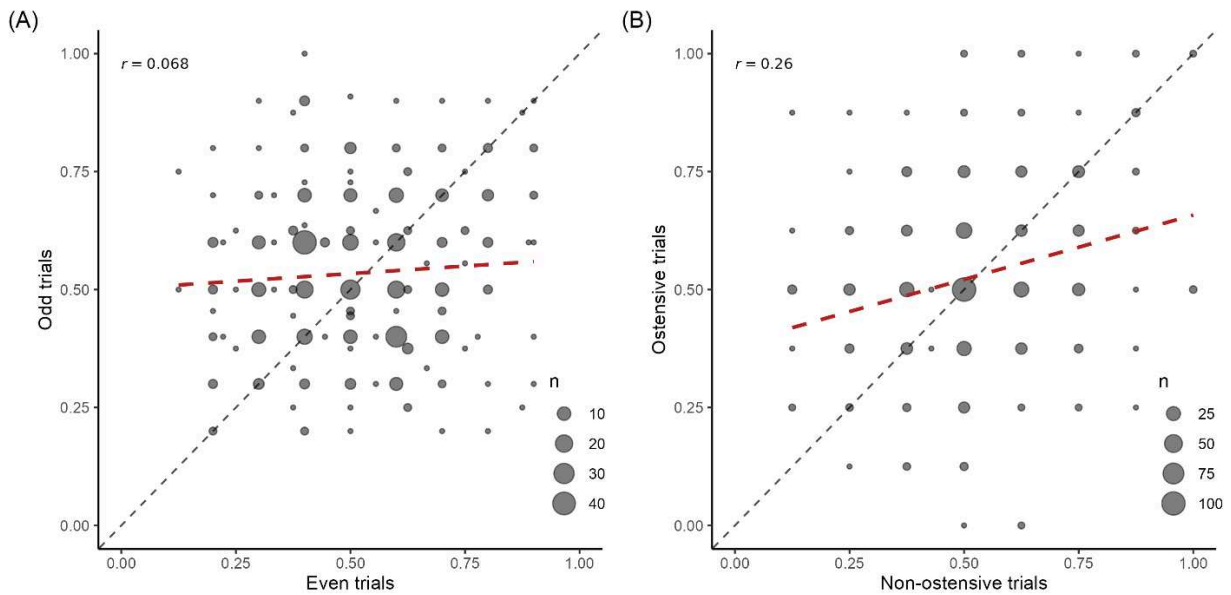 (A)
r = 0.068
1.00
0.75
0.50
0.25
0.00
Odd trials
0.00 0.25 0.50 0.75 1.00
Even trials
n
10
20
30
40
(B)
r = 0.26
1.00
0.75
0.50
0.25
0.00
Ostensive trials
0.00 0.25 0.50 0.75 1.00
Non-ostensive trials
n
25
50
75
100